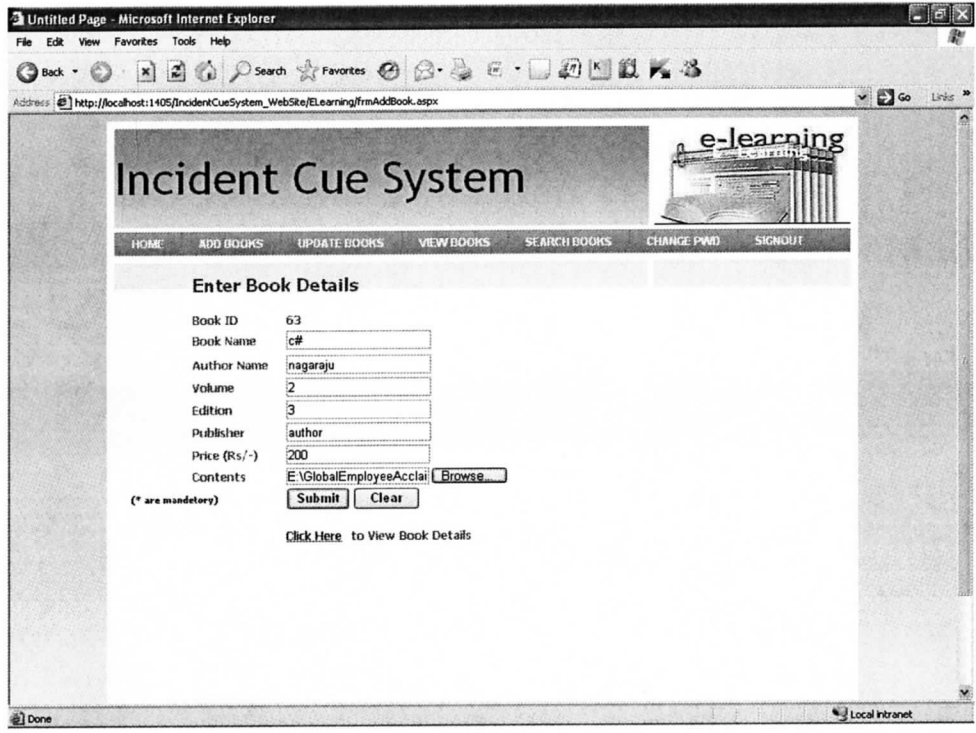 Untitled Page - Microsoft Internet Explorer
File Edit View Favorites Tools Help
Back Search Favorites
Address http://localhost:1405/IncidentCueSystem_WebSite/ELearning/frmAddBook.aspx Go Links »
Incident Cue System
e-learning
Learning
HOME ADD BOOKS UPDATE BOOKS VIEW BOOKS SEARCH BOOKS CHANGE PWD SIGNOUT
Enter Book Details
Book ID 63
Book Name c#
Author Name nagaraju
Volume 2
Edition 3
Publisher author
Price (Rs/-) 200
Contents E:\GlobalEmployeeAcclai Browse...
(* are mandetory) Submit Clear
Click Here to View Book Details
Done Local intranet